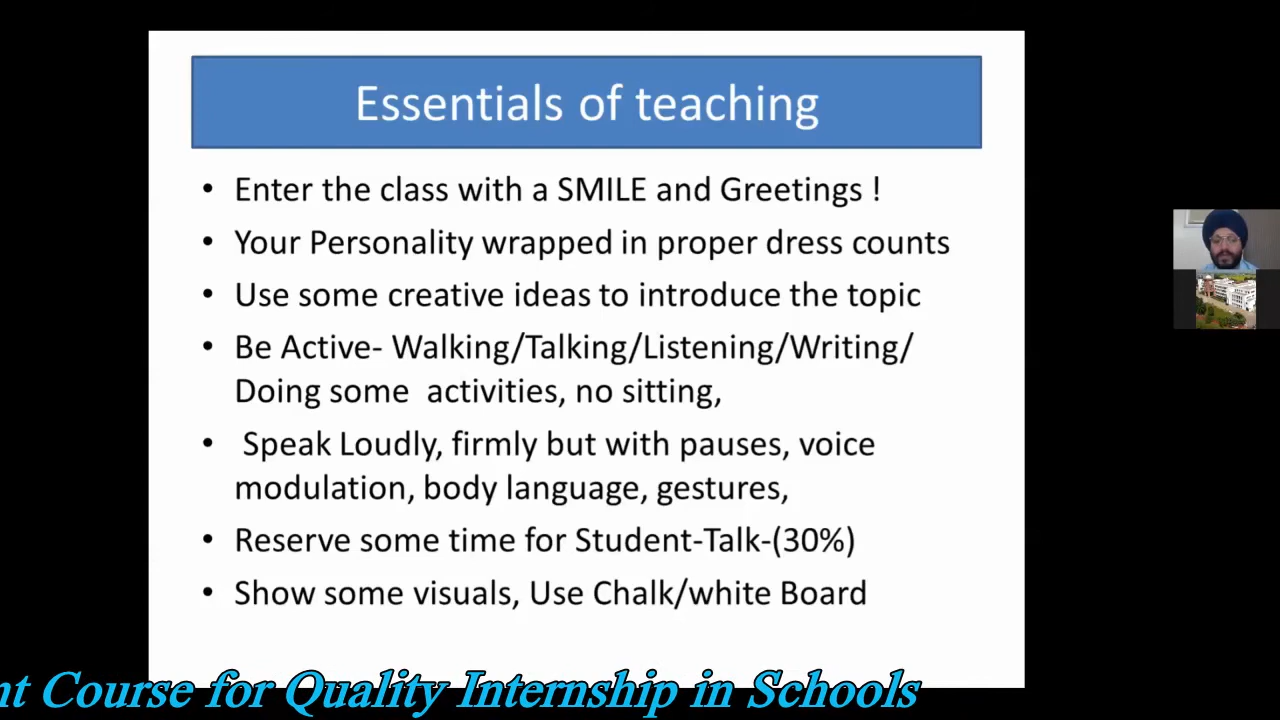 Essentials of teaching
• Enter the class with a SMILE and Greetings !
• Your Personality wrapped in proper dress counts
• Use some creative ideas to introduce the topic
• Be Active- Walking/Talking/Listening/Writing/
Doing some  activities, no sitting,
•  Speak Loudly, firmly but with pauses, voice
modulation, body language, gestures,
• Reserve some time for Student-Talk-(30%)
• Show some visuals, Use Chalk/white Board
nt Course for Quality Internship in Schools